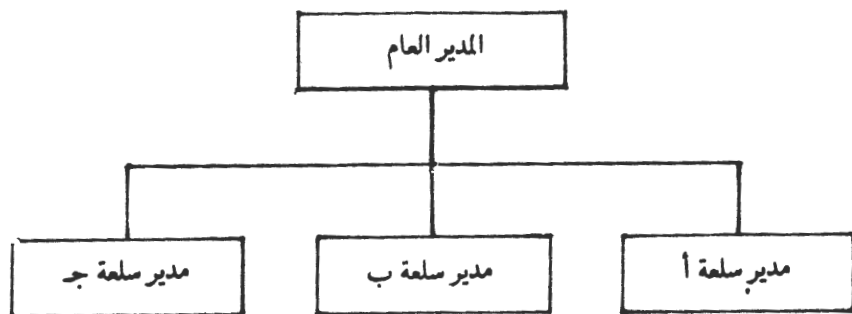 المدير العام
مدير سلعة أ
مدير سلعة ب
مدير سلعة جـ